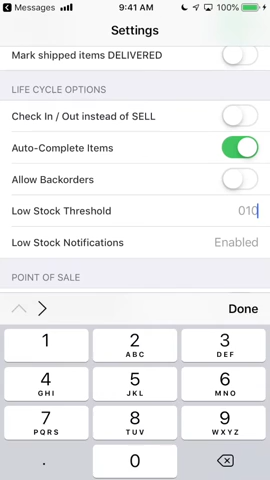 Messages 9:41 AM 100%
Settings
Mark shipped items DELIVERED
LIFE CYCLE OPTIONS
Check In / Out instead of SELL
Auto-Complete Items
Allow Backorders
Low Stock Threshold 010
Low Stock Notifications Enabled
POINT OF SALE
Done
1 2 3
ABC DEF
4 5 6
GHI JKL MNO
7 8 9
PQRS TUV WXYZ
. 0